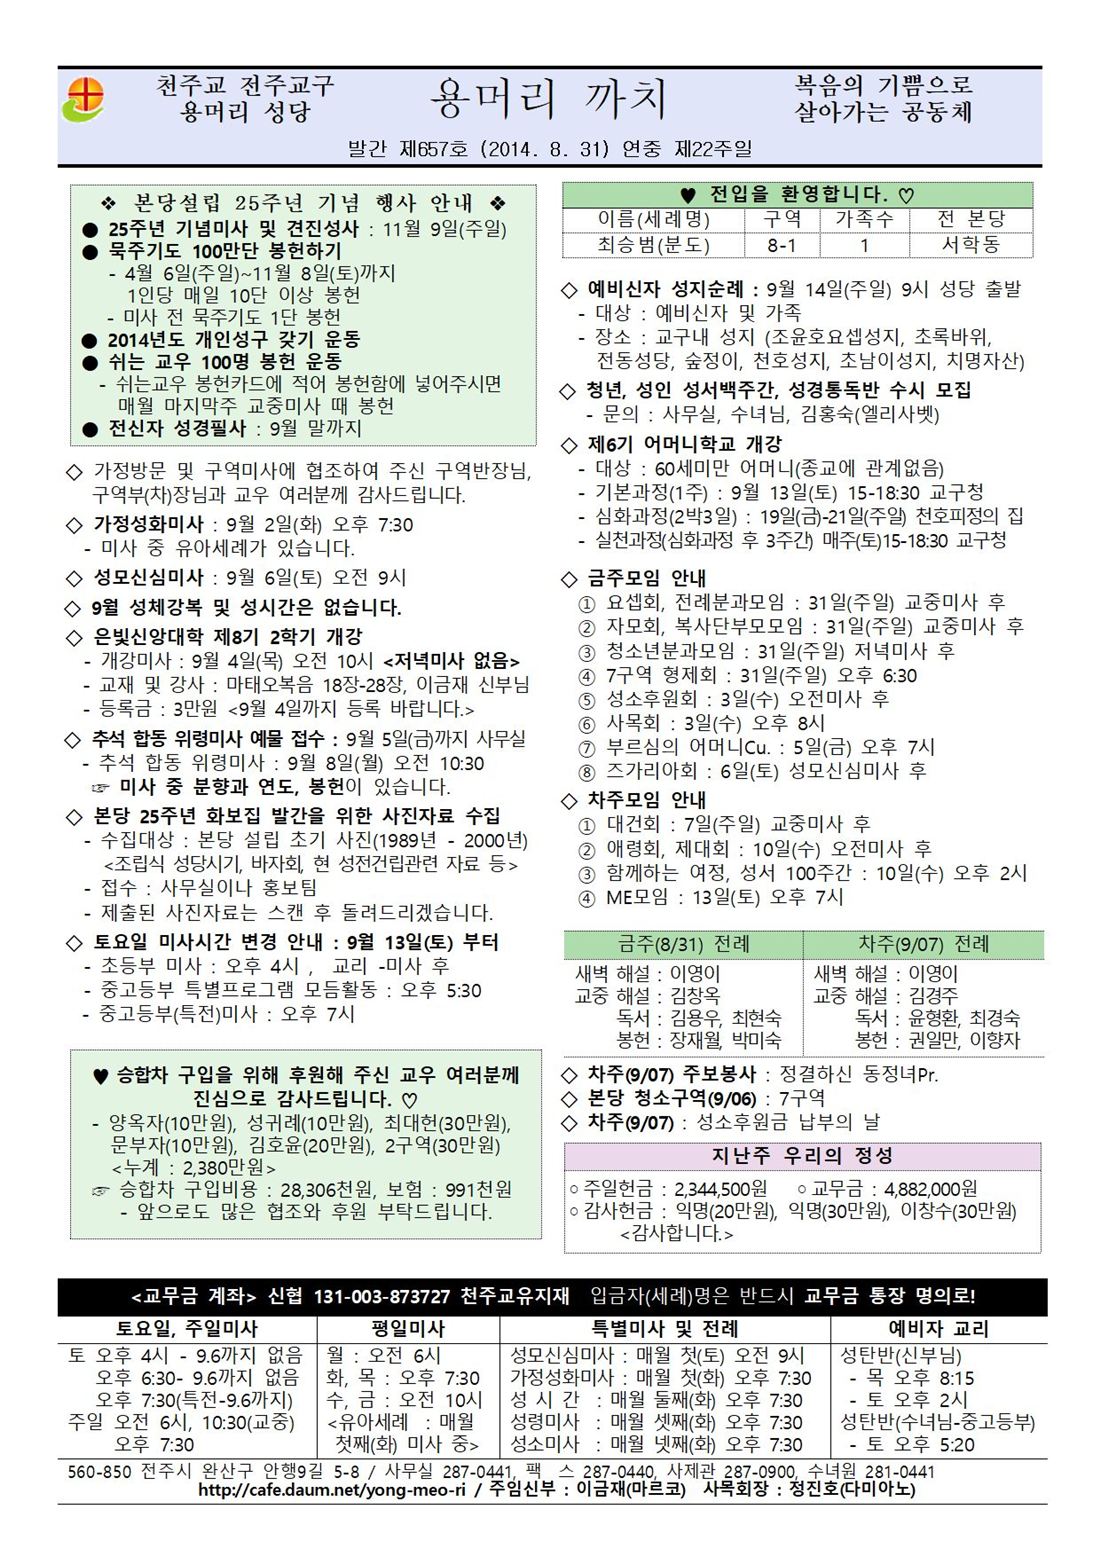 천주교 전주교구
용머리 성당
용머리 까치
복음의 기쁨으로
살아가는 공동체
발간 제657호 (2014. 8. 31) 연중 제22주일
❖ 본당설립 25주년 기념 행사 안내 ❖
● 25주년 기념미사 및 견진성사 : 11월 9일(주일)
● 묵주기도 100만단 봉헌하기
- 4월 6일(주일)~11월 8일(토)까지
1인당 매일 10단 이상 봉헌
- 미사 전 묵주기도 1단 봉헌
● 2014년도 개인성구 갖기 운동
● 쉬는 교우 100명 봉헌 운동
- 쉬는교우 봉헌카드에 적어 봉헌함에 넣어주시면
매월 마지막주 교중미사 때 봉헌
● 전신자 성경필사 : 9월 말까지
◇ 가정방문 및 구역미사에 협조하여 주신 구역반장님,
구역부(차)장님과 교우 여러분께 감사드립니다.
◇ 가정성화미사 : 9월 2일(화) 오후 7:30
- 미사 중 유아세례가 있습니다.
◇ 성모신심미사 : 9월 6일(토) 오전 9시
◇ 9월 성체강복 및 성시간은 없습니다.
◇ 은빛신앙대학 제8기 2학기 개강
- 개강미사 : 9월 4일(목) 오전 10시 <저녁미사 없음>
- 교재 및 강사 : 마태오복음 18장-28장, 이금재 신부님
- 등록금 : 3만원 <9월 4일까지 등록 바랍니다.>
◇ 추석 합동 위령미사 예물 접수 : 9월 5일(금)까지 사무실
- 추석 합동 위령미사 : 9월 8일(월) 오전 10:30
☞ 미사 중 분향과 연도, 봉헌이 있습니다.
◇ 본당 25주년 화보집 발간을 위한 사진자료 수집
- 수집대상 : 본당 설립 초기 사진(1989년 - 2000년)
<조립식 성당시기, 바자회, 현 성전건립관련 자료 등>
- 접수 : 사무실이나 홍보팀
- 제출된 사진자료는 스캔 후 돌려드리겠습니다.
◇ 토요일 미사시간 변경 안내 : 9월 13일(토) 부터
- 초등부 미사 : 오후 4시 , 교리 -미사 후
- 중고등부 특별프로그램 모듬활동 : 오후 5:30
- 중고등부(특전)미사 : 오후 7시
♥ 승합차 구입을 위해 후원해 주신 교우 여러분께
진심으로 감사드립니다. ♡
- 양옥자(10만원), 성귀례(10만원), 최대헌(30만원),
문부자(10만원), 김호윤(20만원), 2구역(30만원)
<누계 : 2,380만원>
☞ 승합차 구입비용 : 28,306천원, 보험 : 991천원
- 앞으로도 많은 협조와 후원 부탁드립니다.
♥ 전입을 환영합니다. ♡
이름(세례명) 구역 가족수 전 본당
최승범(분도) 8-1 1 서학동
◇ 예비신자 성지순례 : 9월 14일(주일) 9시 성당 출발
- 대상 : 예비신자 및 가족
- 장소 : 교구내 성지 (조윤호요셉성지, 초록바위,
전동성당, 숲정이, 천호성지, 초남이성지, 치명자산)
◇ 청년, 성인 성서백주간, 성경통독반 수시 모집
- 문의 : 사무실, 수녀님, 김홍숙(엘리사벳)
◇ 제6기 어머니학교 개강
- 대상 : 60세미만 어머니(종교에 관계없음)
- 기본과정(1주) : 9월 13일(토) 15-18:30 교구청
- 심화과정(2박3일) : 19일(금)-21일(주일) 천호피정의 집
- 실천과정(심화과정 후 3주간) 매주(토)15-18:30 교구청
◇ 금주모임 안내
① 요셉회, 전례분과모임 : 31일(주일) 교중미사 후
② 자모회, 복사단부모모임 : 31일(주일) 교중미사 후
③ 청소년분과모임 : 31일(주일) 저녁미사 후
④ 7구역 형제회 : 31일(주일) 오후 6:30
⑤ 성소후원회 : 3일(수) 오전미사 후
⑥ 사목회 : 3일(수) 오후 8시
⑦ 부르심의 어머니Cu. : 5일(금) 오후 7시
⑧ 즈가리아회 : 6일(토) 성모신심미사 후
◇ 차주모임 안내
① 대건회 : 7일(주일) 교중미사 후
② 애령회, 제대회 : 10일(수) 오전미사 후
③ 함께하는 여정, 성서 100주간 : 10일(수) 오후 2시
④ ME모임 : 13일(토) 오후 7시
금주(8/31) 전례 차주(9/07) 전례
새벽 해설 : 이영이 새벽 해설 : 이영이
교중 해설 : 김창옥 교중 해설 : 김경주
독서 : 김용우, 최현숙 독서 : 윤형환, 최경숙
봉헌 : 장재월, 박미숙 봉헌 : 권일만, 이향자
◇ 차주(9/07) 주보봉사 : 정결하신 동정녀Pr.
◇ 본당 청소구역(9/06) : 7구역
◇ 차주(9/07) : 성소후원금 납부의 날
지난주 우리의 정성
○ 주일헌금 : 2,344,500원 ○ 교무금 : 4,882,000원
○ 감사헌금 : 익명(20만원), 익명(30만원), 이창수(30만원)
<감사합니다.>
<교무금 계좌> 신협 131-003-873727 천주교유지재 입금자(세례)명은 반드시 교무금 통장 명의로!
토요일, 주일미사 평일미사 특별미사 및 전례 예비자 교리
토 오후 4시 - 9.6까지 없음 월 : 오전 6시 성모신심미사 : 매월 첫(토) 오전 9시 성탄반(신부님)
오후 6:30- 9.6까지 없음 화, 목 : 오후 7:30 가정성화미사 : 매월 첫(화) 오후 7:30 - 목 오후 8:15
오후 7:30(특전-9.6까지) 수, 금 : 오전 10시 성 시 간 : 매월 둘째(화) 오후 7:30 - 토 오후 2시
주일 오전 6시, 10:30(교중) <유아세례 : 매월 성령미사 : 매월 셋째(화) 오후 7:30 성탄반(수녀님-중고등부)
오후 7:30 첫째(화) 미사 중> 성소미사 : 매월 넷째(화) 오후 7:30 - 토 오후 5:20
560-850 전주시 완산구 안행9길 5-8 / 사무실 287-0441, 팩 스 287-0440, 사제관 287-0900, 수녀원 281-0441
http://cafe.daum.net/yong-meo-ri / 주임신부 : 이금재(마르코) 사목회장 : 정진호(다미아노)